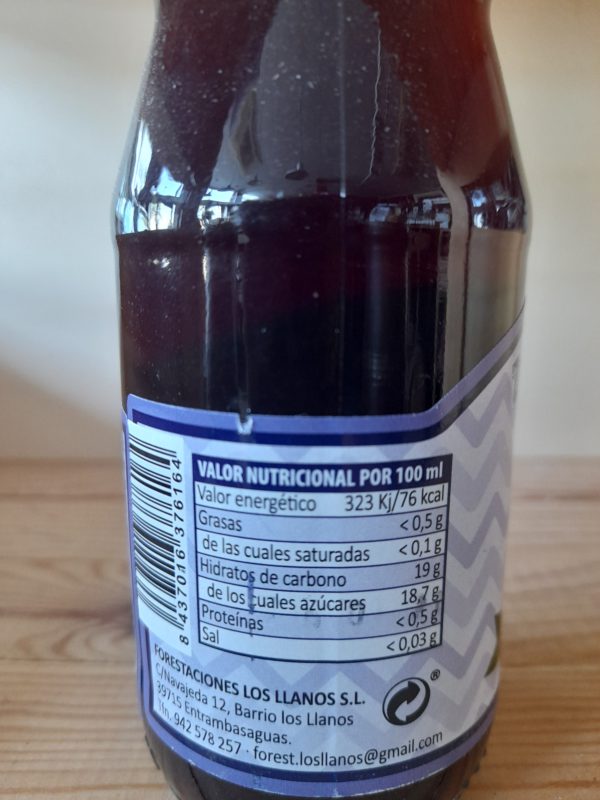 VALOR NUTRICIONAL POR 100 ml
Valor energético 323 Kj/76 kcal
Grasas <0,5 g
de las cuales saturadas <0,1 g
Hidratos de carbono 19 g
de los cuales azúcares 18,7 g
Proteínas <0,5 g
Sal <0,03 g
8 437016 376164
FORESTACIONES LOS LLANOS S.L.
C/Navajeda 12, Barrio los Llanos
39715 Entrambasaguas.
Tfn. 942 578 257 · forest.losllanos@gmail.com
®